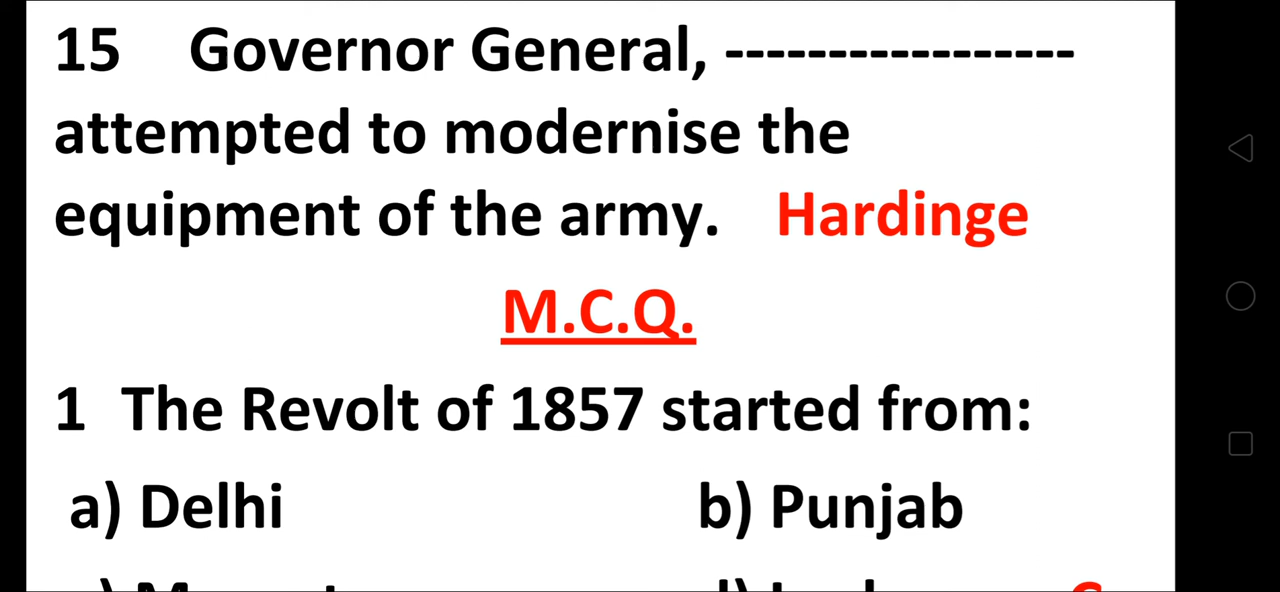 15 Governor General, -----------------
attempted to modernise the
equipment of the army. Hardinge
M.C.Q.
1 The Revolt of 1857 started from:
a) Delhi b) Punjab